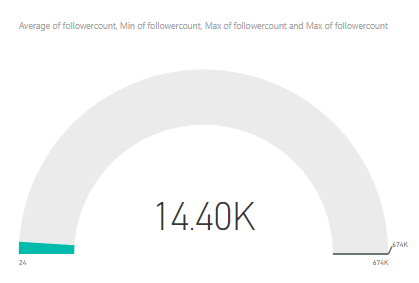 Average of followercount, Min of followercount, Max of followercount and Max of followercount
14.40K
674K
24
674K